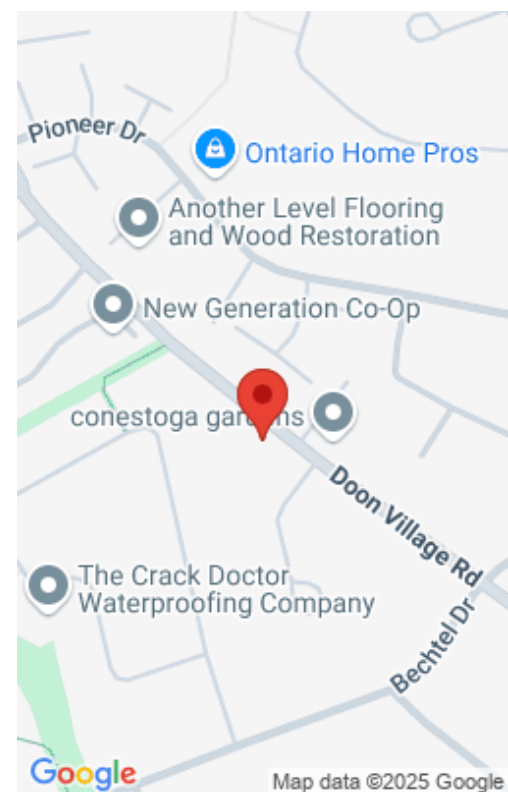 Pioneer Dr
Ontario Home Pros
Another Level Flooring
and Wood Restoration
New Generation Co-Op
conestoga gardens
Doon Village Rd
The Crack Doctor
Waterproofing Company
Bechtel Dr
Google
Map data ©2025 Google